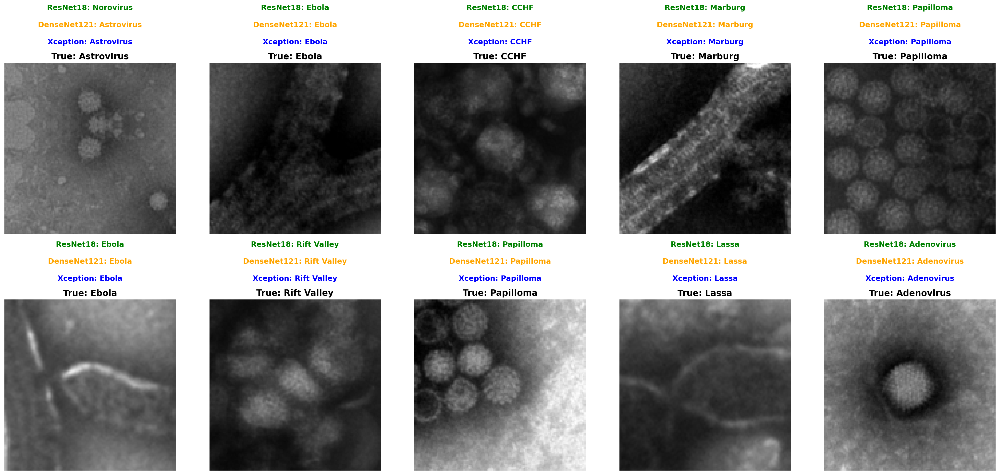 ResNet18: Norovirus
DenseNet121: Astrovirus
Xception: Astrovirus
True: Astrovirus
ResNet18: Ebola
DenseNet121: Ebola
Xception: Ebola
True: Ebola
ResNet18: CCHF
DenseNet121: CCHF
Xception: CCHF
True: CCHF
ResNet18: Marburg
DenseNet121: Marburg
Xception: Marburg
True: Marburg
ResNet18: Papilloma
DenseNet121: Papilloma
Xception: Papilloma
True: Papilloma
ResNet18: Ebola
DenseNet121: Ebola
Xception: Ebola
True: Ebola
ResNet18: Rift Valley
DenseNet121: Rift Valley
Xception: Rift Valley
True: Rift Valley
ResNet18: Papilloma
DenseNet121: Papilloma
Xception: Papilloma
True: Papilloma
ResNet18: Lassa
DenseNet121: Lassa
Xception: Lassa
True: Lassa
ResNet18: Adenovirus
DenseNet121: Adenovirus
Xception: Adenovirus
True: Adenovirus